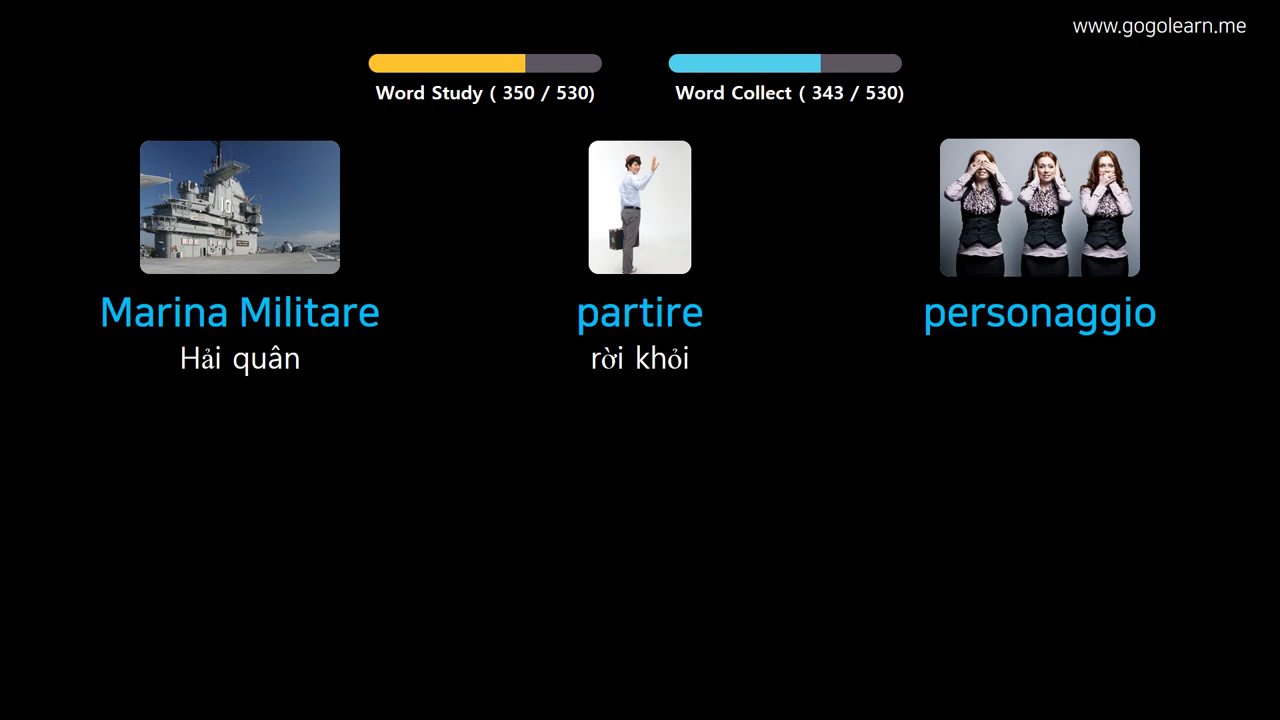 www.gogolearn.me
Word Study ( 350 / 530)
Word Collect ( 343 / 530)
Marina Militare
partire
personaggio
Hải quân
rời khỏi